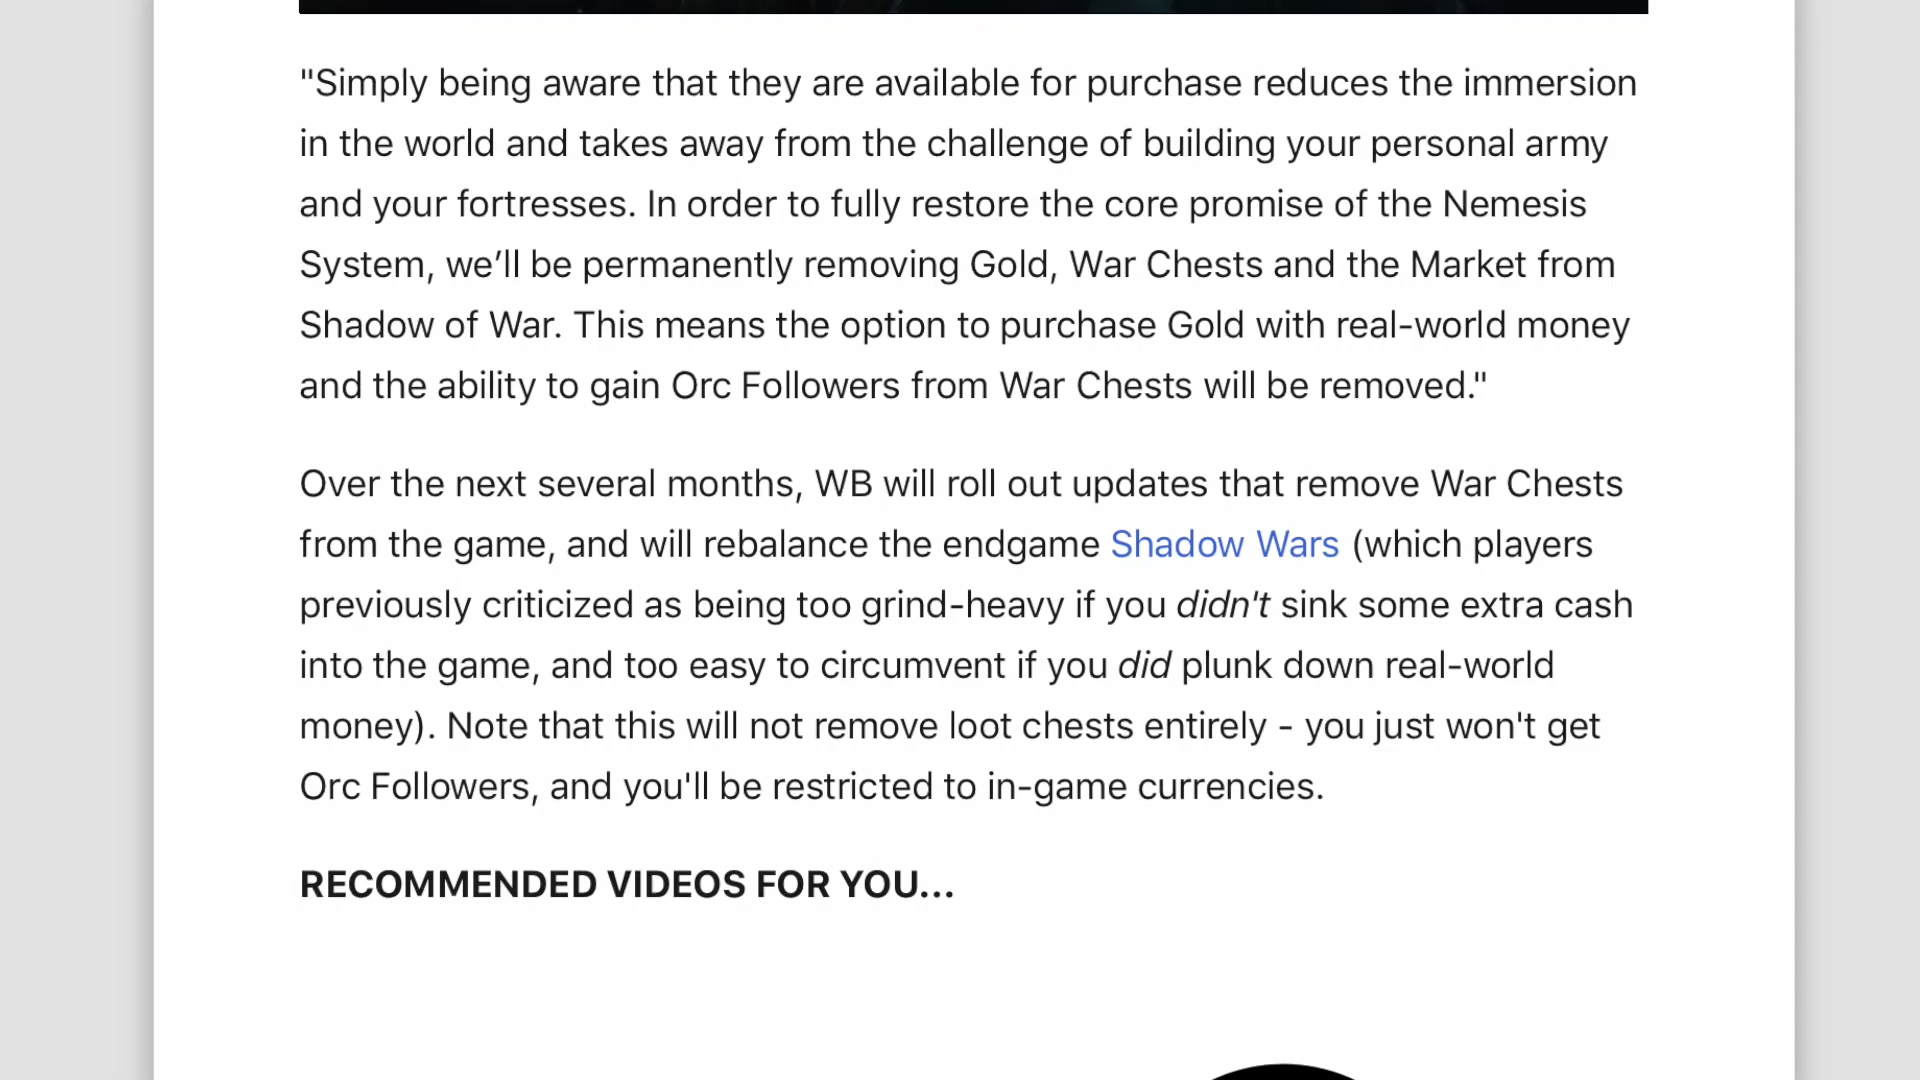 "Simply being aware that they are available for purchase reduces the immersion
in the world and takes away from the challenge of building your personal army
and your fortresses. In order to fully restore the core promise of the Nemesis
System, we’ll be permanently removing Gold, War Chests and the Market from
Shadow of War. This means the option to purchase Gold with real-world money
and the ability to gain Orc Followers from War Chests will be removed."
Over the next several months, WB will roll out updates that remove War Chests
from the game, and will rebalance the endgame Shadow Wars (which players
previously criticized as being too grind-heavy if you didn't sink some extra cash
into the game, and too easy to circumvent if you did plunk down real-world
money). Note that this will not remove loot chests entirely - you just won't get
Orc Followers, and you'll be restricted to in-game currencies.
RECOMMENDED VIDEOS FOR YOU...